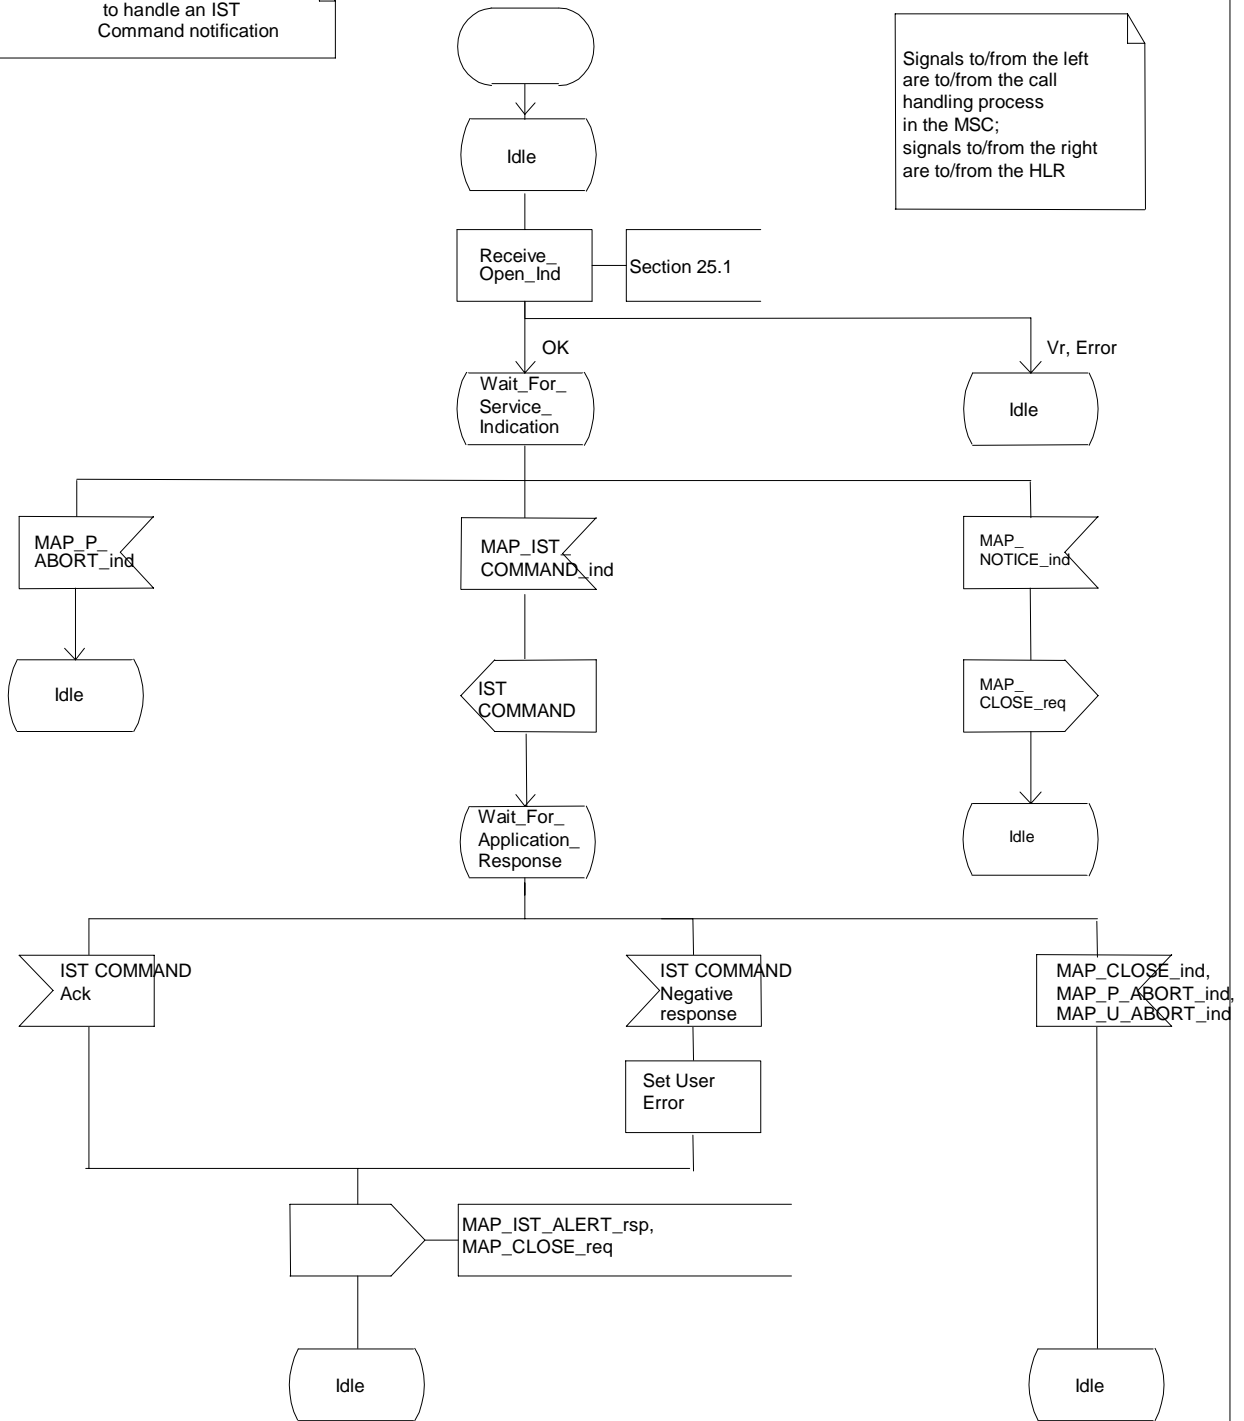 to handle an IST
Command notification
Signals to/from the left
are to/from the call
handling process
in the MSC;
signals to/from the right
are to/from the HLR
Idle
Receive_
Open_Ind
Section 25.1
OK
Vr, Error
Wait_For_
Service_
Indication
Idle
MAP_P_
ABORT_ind
MAP_IST_
COMMAND_ind
MAP_
NOTICE_ind
Idle
IST
COMMAND
MAP_
CLOSE_req
Wait_For_
Application_
Response
Idle
IST COMMAND
Ack
IST COMMAND
Negative
response
MAP_CLOSE_ind,
MAP_P_ABORT_ind,
MAP_U_ABORT_ind
Set User
Error
MAP_IST_ALERT_rsp,
MAP_CLOSE_req
Idle
Idle